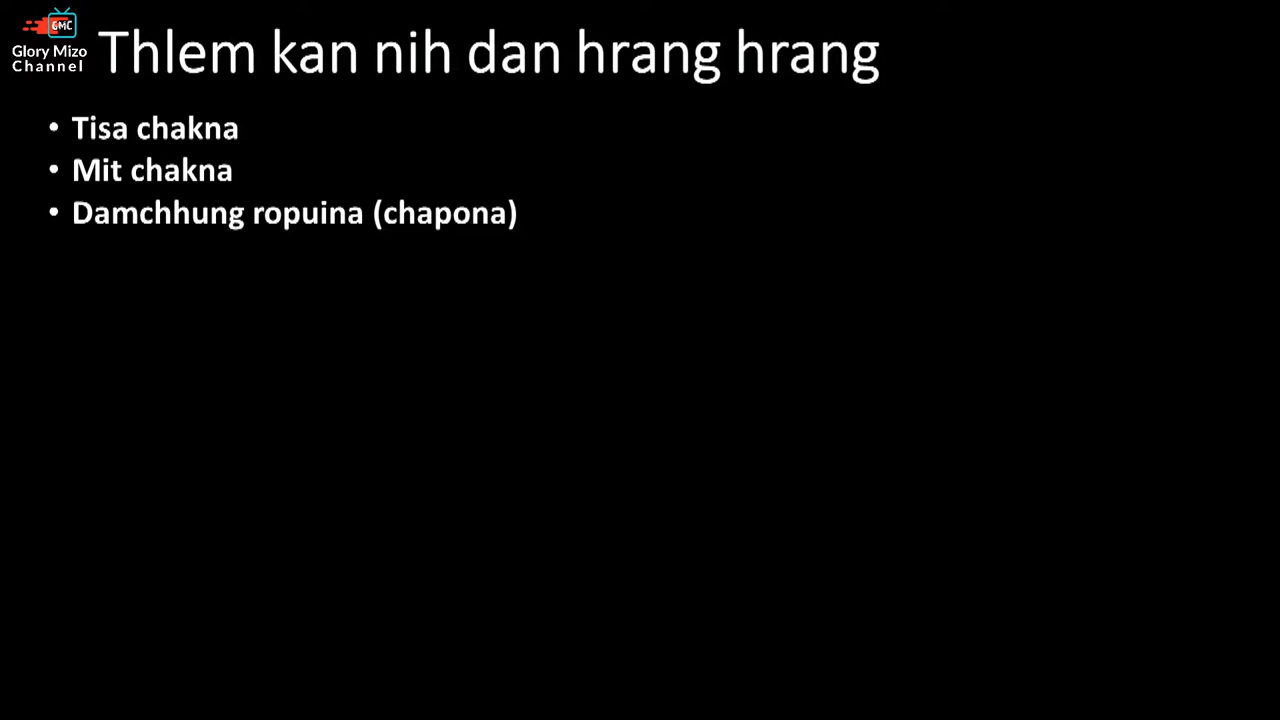 GMC
Glory Mizo
Channel
Thlem kan nih dan hrang hrang
• Tisa chakna
• Mit chakna
• Damchhung ropuina (chapona)